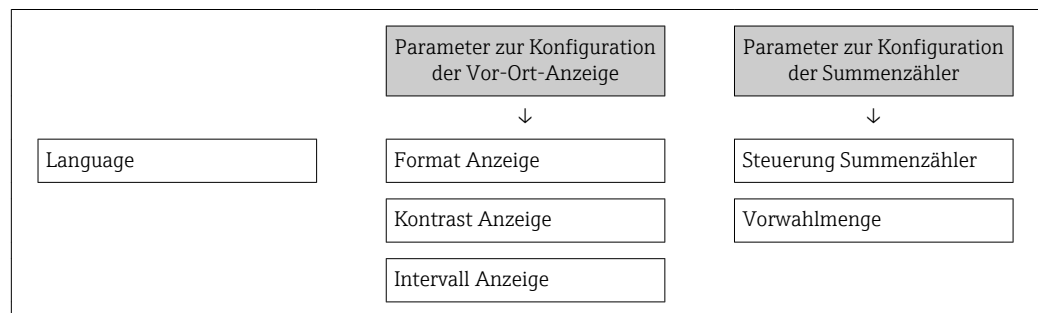 Parameter zur Konfiguration
der Vor-Ort-Anzeige
Parameter zur Konfiguration
der Summenzähler
↓
↓
Language
Format Anzeige
Steuerung Summenzähler
Kontrast Anzeige
Vorwahlmenge
Intervall Anzeige